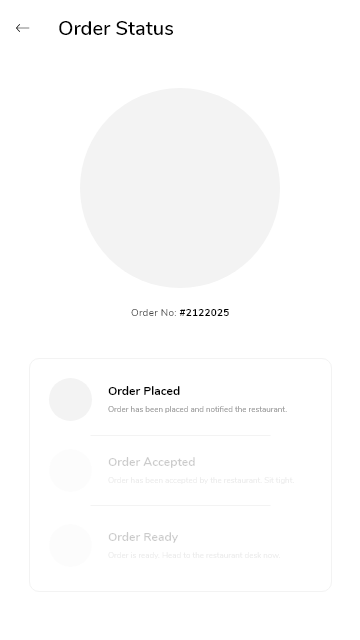 Order Status
Order No: #2122025
Order Placed
Order has been placed and notified the restaurant.
Order Accepted
Order has been accepted by the restaurant. Sit tight.
Order Ready
Order is ready. Head to the restaurant desk now.